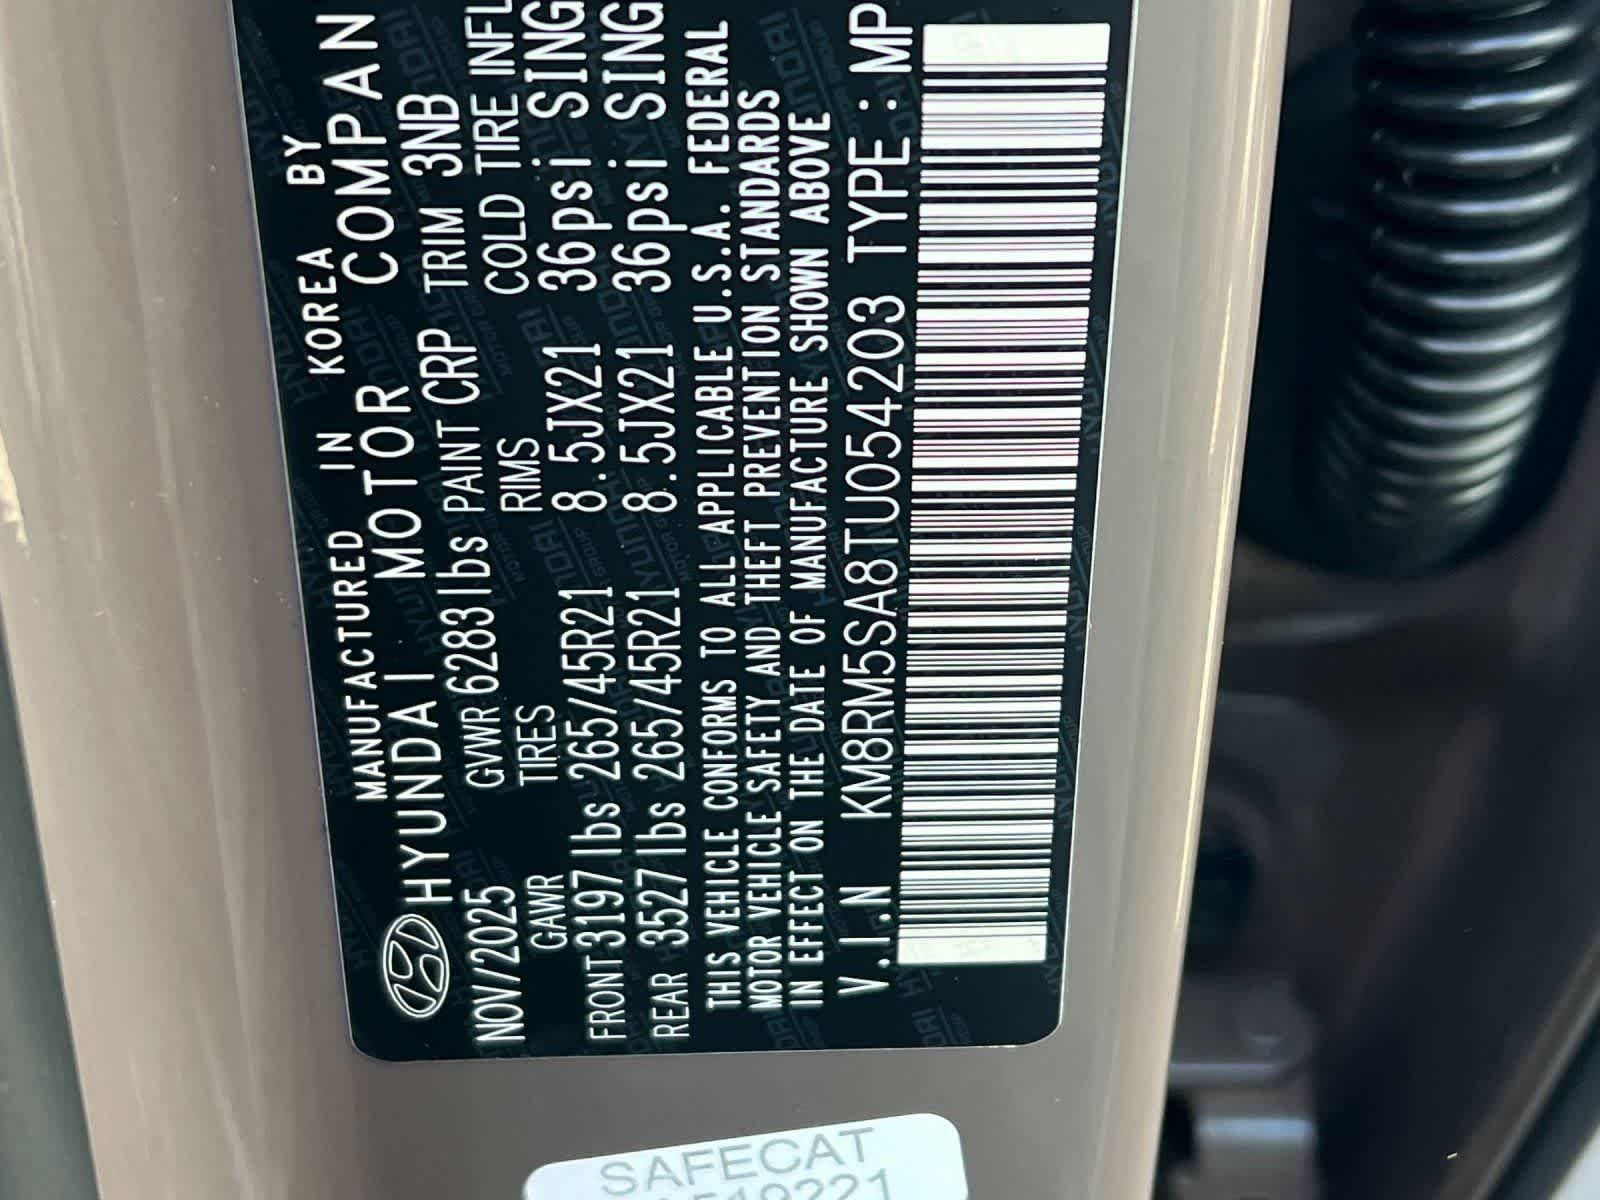 MANUFACTURED IN KOREA BY
HYUNDAI MOTOR COMPAN
NOV/2025 GVWR 6283lbs PAINT CRP TRIM 3NB
GAWR TIRES RIMS COLD TIRE INFL
FRONT 3197lbs 265/45R21 8.5JX21 36psi SING
REAR 3527lbs 265/45R21 8.5JX21 36psi SING
THIS VEHICLE CONFORMS TO ALL APPLICABLE U.S.A. FEDERAL
MOTOR VEHICLE SAFETY AND THEFT PREVENTION STANDARDS
IN EFFECT ON THE DATE OF MANUFACTURE SHOWN ABOVE
V.I.N KM8RM5SA8TU054203 TYPE : MP
SAFECAT